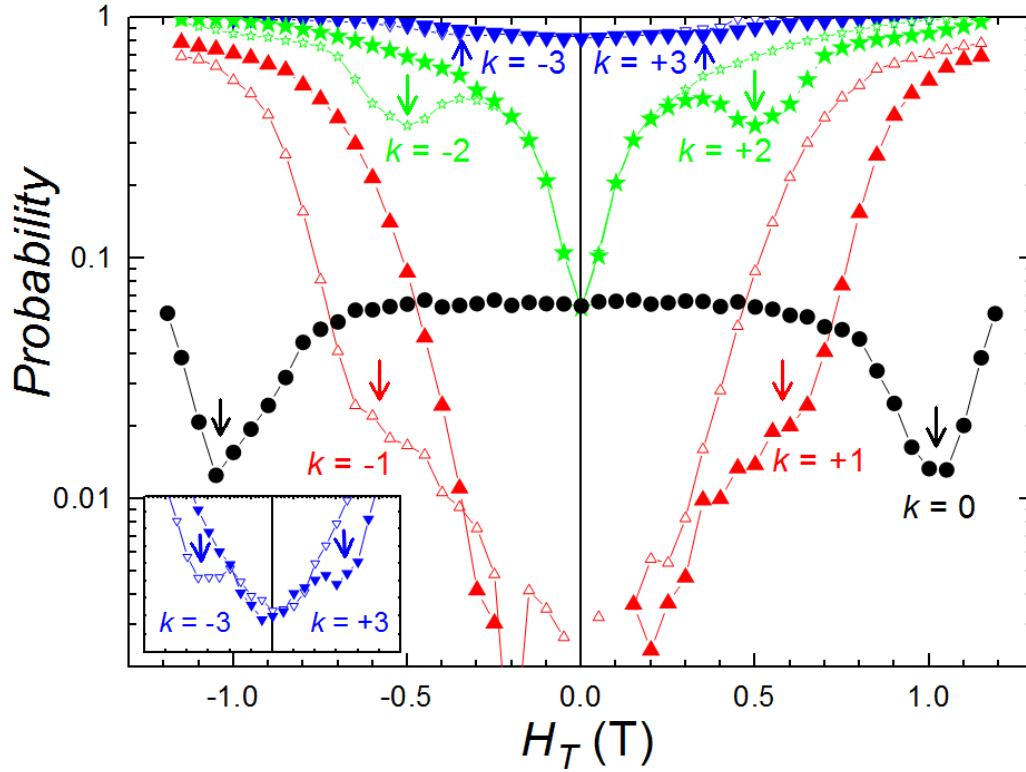 1
0.1
0.01
Probability
k = -3
k = +3
k = -2
k = +2
k = -1
k = +1
k = 0
k = -3
k = +3
-1.0
-0.5
0.0
0.5
1.0
H_T (T)